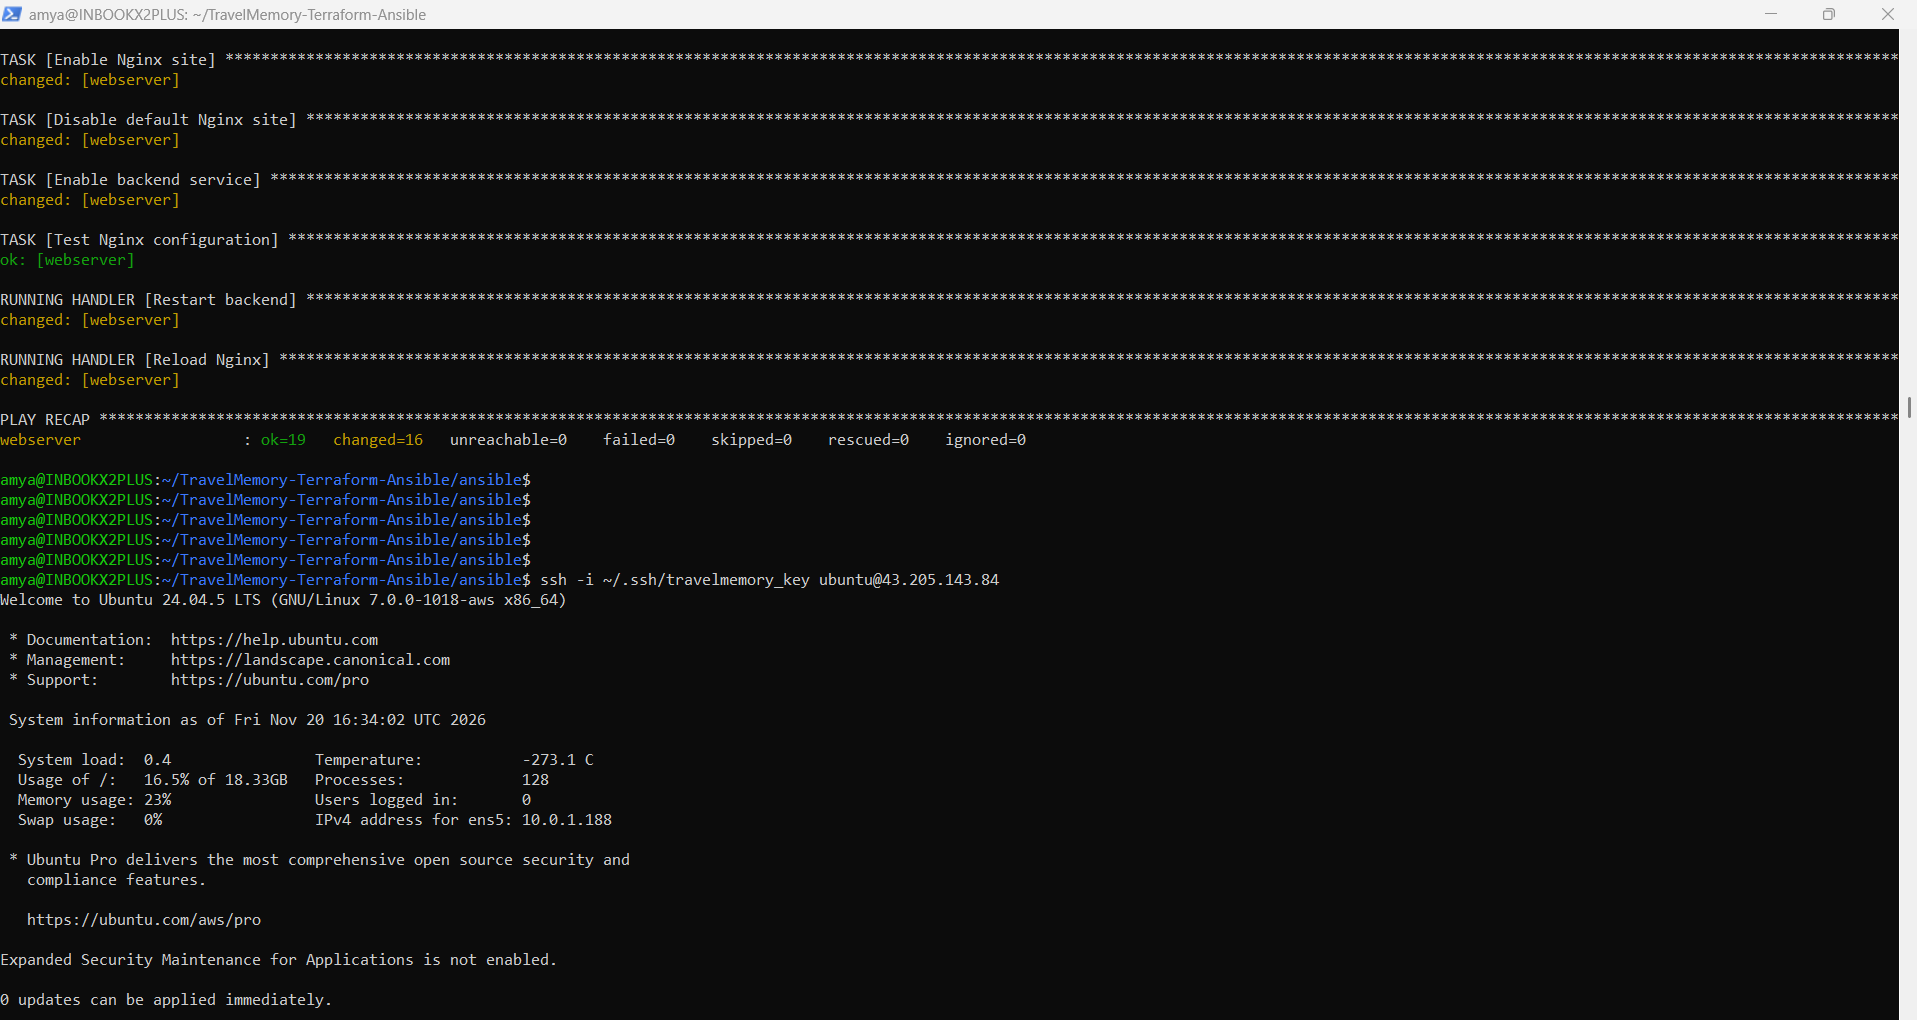 amya@INBOOKX2PLUS: ~/TravelMemory-Terraform-Ansible
TASK [Enable Nginx site] ****************************************************************************************************************************************************************************************
changed: [webserver]
TASK [Disable default Nginx site] *******************************************************************************************************************************************************************************
changed: [webserver]
TASK [Enable backend service] ***********************************************************************************************************************************************************************************
changed: [webserver]
TASK [Test Nginx configuration] *********************************************************************************************************************************************************************************
ok: [webserver]
RUNNING HANDLER [Restart backend] *******************************************************************************************************************************************************************************
changed: [webserver]
RUNNING HANDLER [Reload Nginx] **********************************************************************************************************************************************************************************
changed: [webserver]
PLAY RECAP ******************************************************************************************************************************************************************************************************
webserver                  : ok=19   changed=16   unreachable=0    failed=0    skipped=0    rescued=0    ignored=0
amya@INBOOKX2PLUS:~/TravelMemory-Terraform-Ansible/ansible$
amya@INBOOKX2PLUS:~/TravelMemory-Terraform-Ansible/ansible$
amya@INBOOKX2PLUS:~/TravelMemory-Terraform-Ansible/ansible$
amya@INBOOKX2PLUS:~/TravelMemory-Terraform-Ansible/ansible$
amya@INBOOKX2PLUS:~/TravelMemory-Terraform-Ansible/ansible$
amya@INBOOKX2PLUS:~/TravelMemory-Terraform-Ansible/ansible$ ssh -i ~/.ssh/travelmemory_key ubuntu@43.205.143.84
Welcome to Ubuntu 24.04.5 LTS (GNU/Linux 7.0.0-1018-aws x86_64)
 * Documentation:  https://help.ubuntu.com
 * Management:     https://landscape.canonical.com
 * Support:        https://ubuntu.com/pro
 System information as of Fri Nov 20 16:34:02 UTC 2026
  System load:  0.4                Temperature:           -273.1 C
  Usage of /:   16.5% of 18.33GB   Processes:             128
  Memory usage: 23%                Users logged in:       0
  Swap usage:   0%                 IPv4 address for ens5: 10.0.1.188
 * Ubuntu Pro delivers the most comprehensive open source security and
   compliance features.
   https://ubuntu.com/aws/pro
Expanded Security Maintenance for Applications is not enabled.
0 updates can be applied immediately.